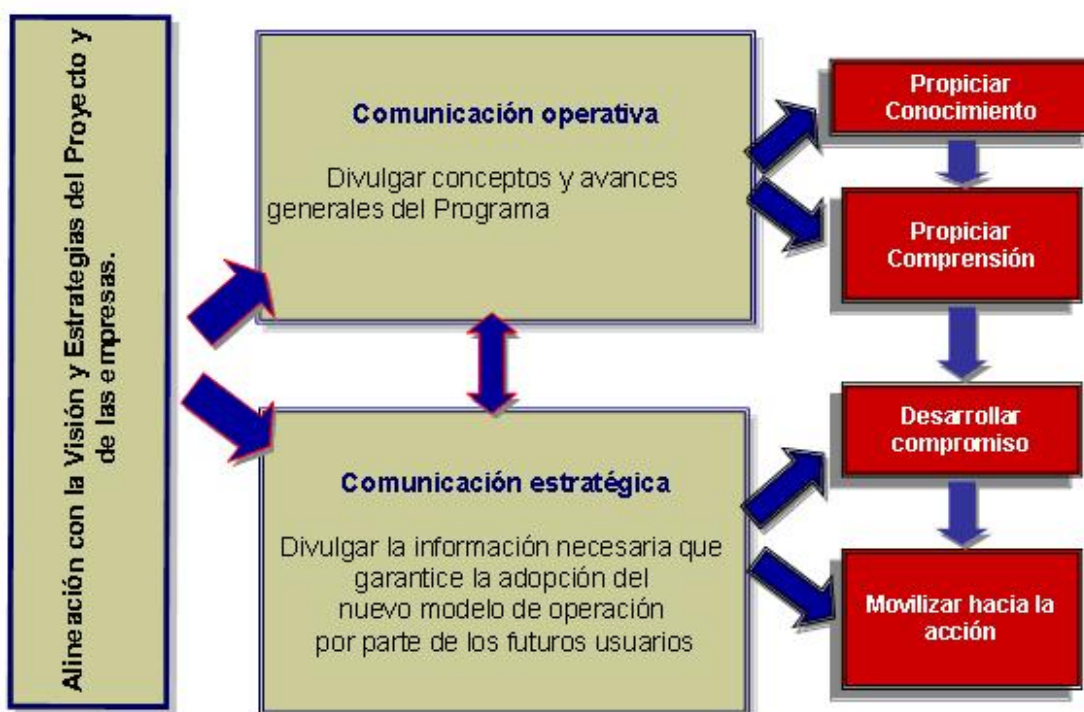 Alineación con la Visión y Estrategias del Proyecto y
de las empresas.
Comunicación operativa
Divulgar conceptos y avances
generales del Programa
Comunicación estratégica
Divulgar la información necesaria que
garantice la adopción del
nuevo modelo de operación
por parte de los futuros usuarios
Propiciar
Conocimiento
Propiciar
Comprensión
Desarrollar
compromiso
Movilizar hacia la
acción